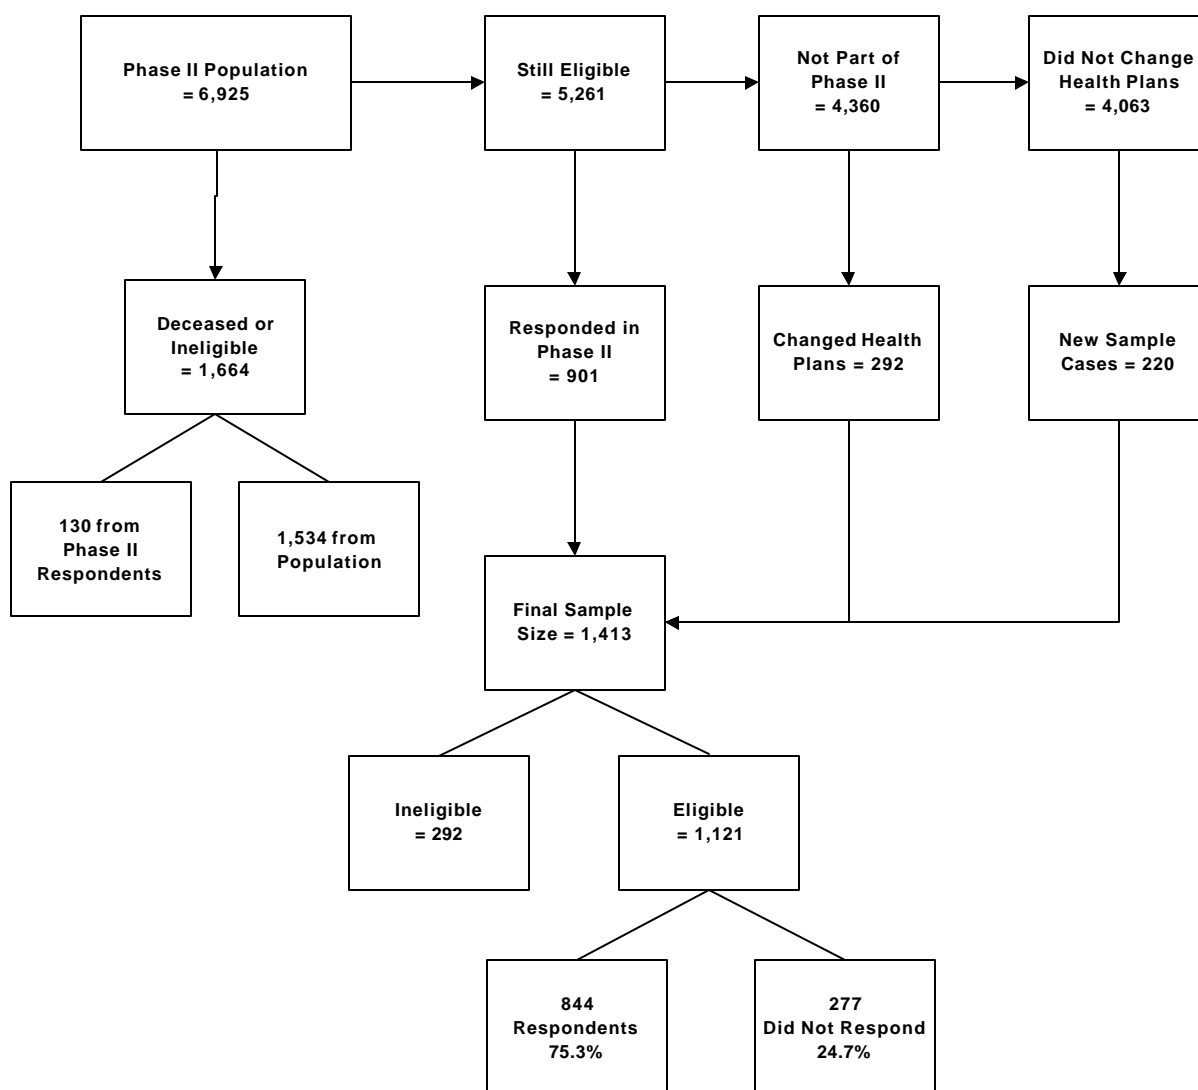 Phase II Population
= 6,925
Still Eligible
= 5,261
Not Part of
Phase II
= 4,360
Did Not Change
Health Plans
= 4,063
Deceased or
Ineligible
= 1,664
Responded in
Phase II
= 901
Changed Health
Plans = 292
New Sample
Cases = 220
130 from
Phase II
Respondents
1,534 from
Population
Final Sample
Size = 1,413
Ineligible
= 292
Eligible
= 1,121
844
Respondents
75.3%
277
Did Not Respond
24.7%